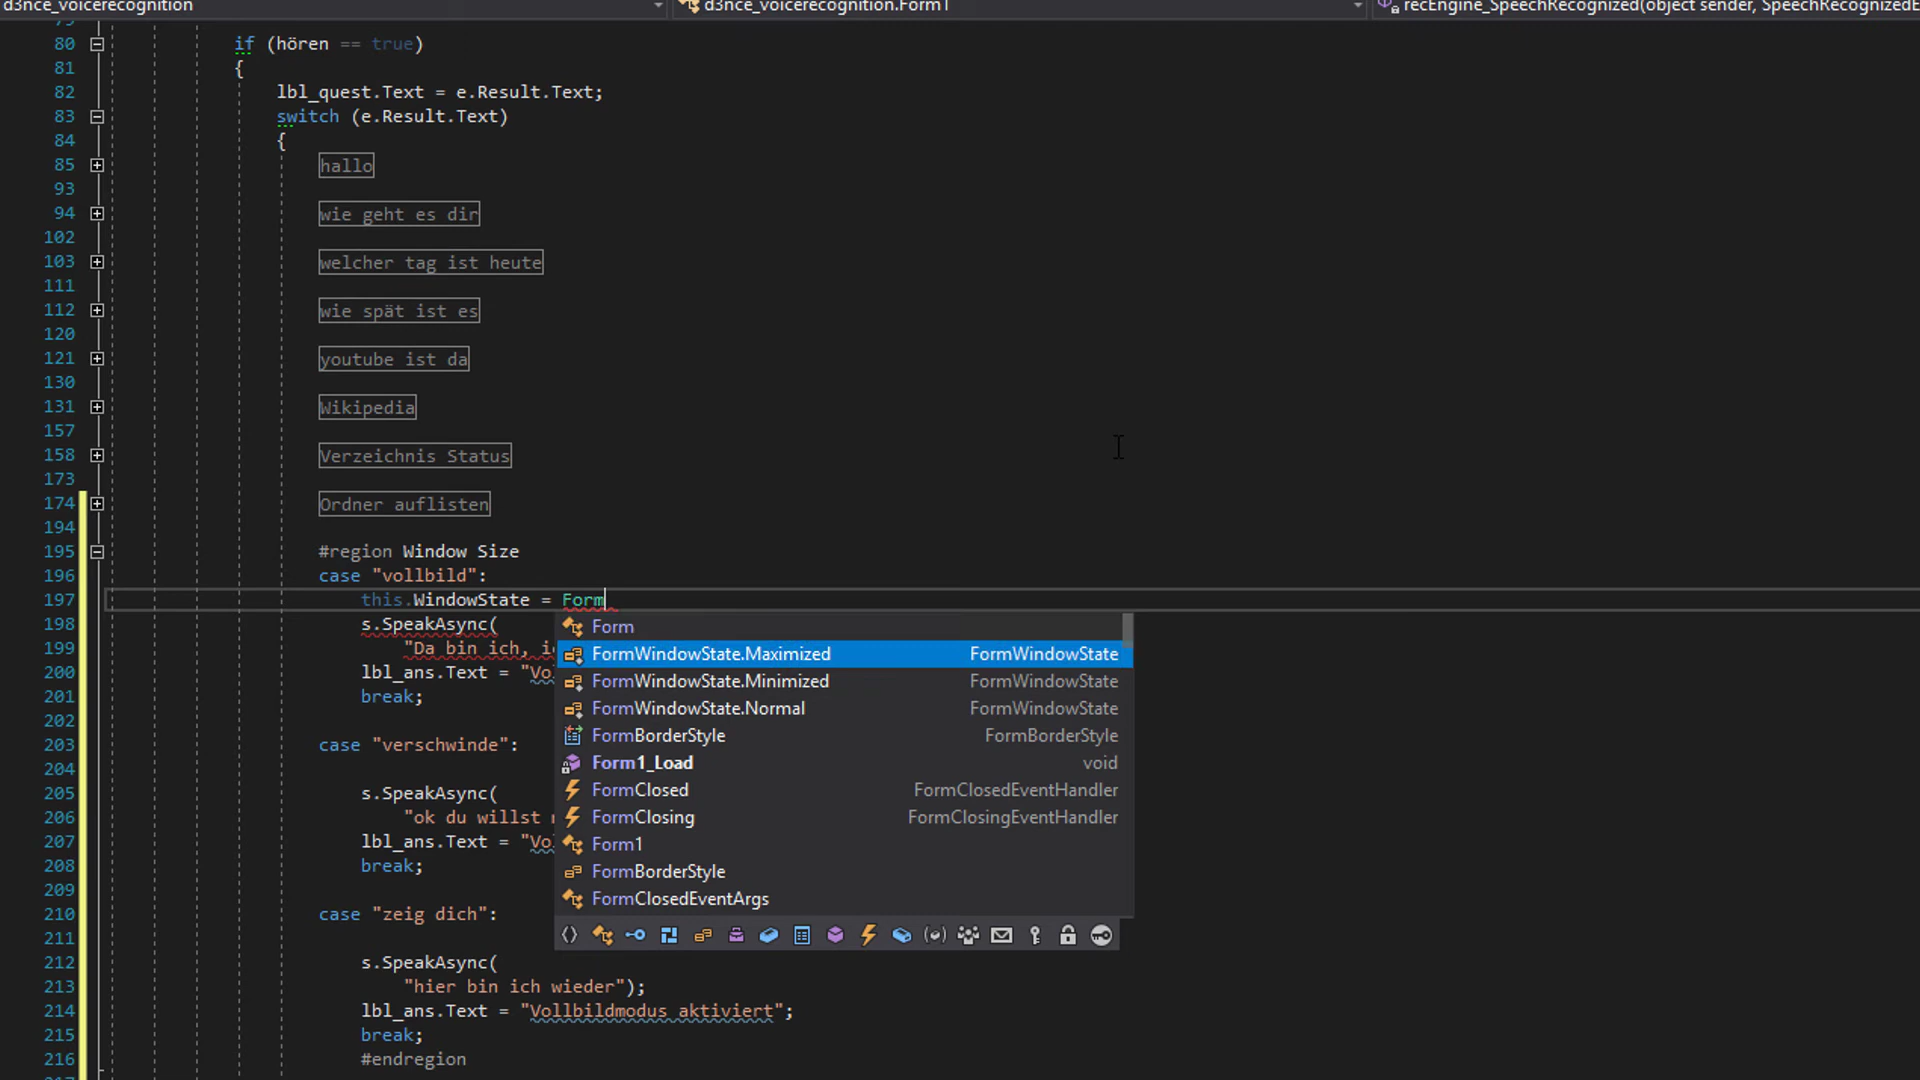 d3nce_voicerecognition
d3nce_voicerecognition.Form1
recEngine_SpeechRecognized(object sender, SpeechRecognizedE
80 if (hören == true)
81 {
82 lbl_quest.Text = e.Result.Text;
83 switch (e.Result.Text)
84 {
85 hallo
93
94 wie geht es dir
102
103 welcher tag ist heute
111
112 wie spät ist es
120
121 youtube ist da
130
131 Wikipedia
157
158 Verzeichnis Status
173
174 Ordner auflisten
194
195 #region Window Size
196 case "vollbild":
197 this.WindowState = Form
198 s.SpeakAsync(
199 "Da bin ich, i
200 lbl_ans.Text = "Vo
201 break;
202
203 case "verschwinde":
204
205 s.SpeakAsync(
206 "ok du willst
207 lbl_ans.Text = "Vo
208 break;
209
210 case "zeig dich":
211
212 s.SpeakAsync(
213 "hier bin ich wieder");
214 lbl_ans.Text = "Vollbildmodus aktiviert";
215 break;
216 #endregion
Form
FormWindowState.Maximized FormWindowState
FormWindowState.Minimized FormWindowState
FormWindowState.Normal FormWindowState
FormBorderStyle FormBorderStyle
Form1_Load void
FormClosed FormClosedEventHandler
FormClosing FormClosingEventHandler
Form1
FormBorderStyle
FormClosedEventArgs